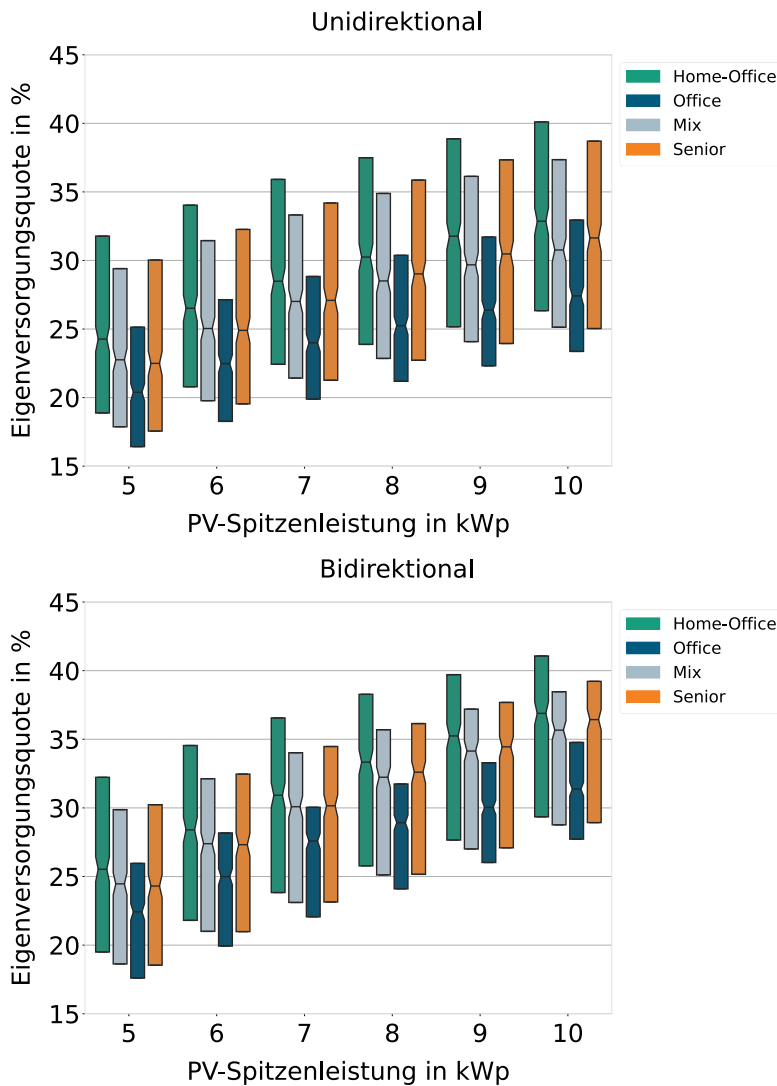 Unidirektional
Eigenversorgungsquote in %
45
40
35
30
25
20
15
5 6 7 8 9 10
PV-Spitzenleistung in kWp
Home-Office
Office
Mix
Senior
Bidirektional
Eigenversorgungsquote in %
45
40
35
30
25
20
15
5 6 7 8 9 10
PV-Spitzenleistung in kWp
Home-Office
Office
Mix
Senior